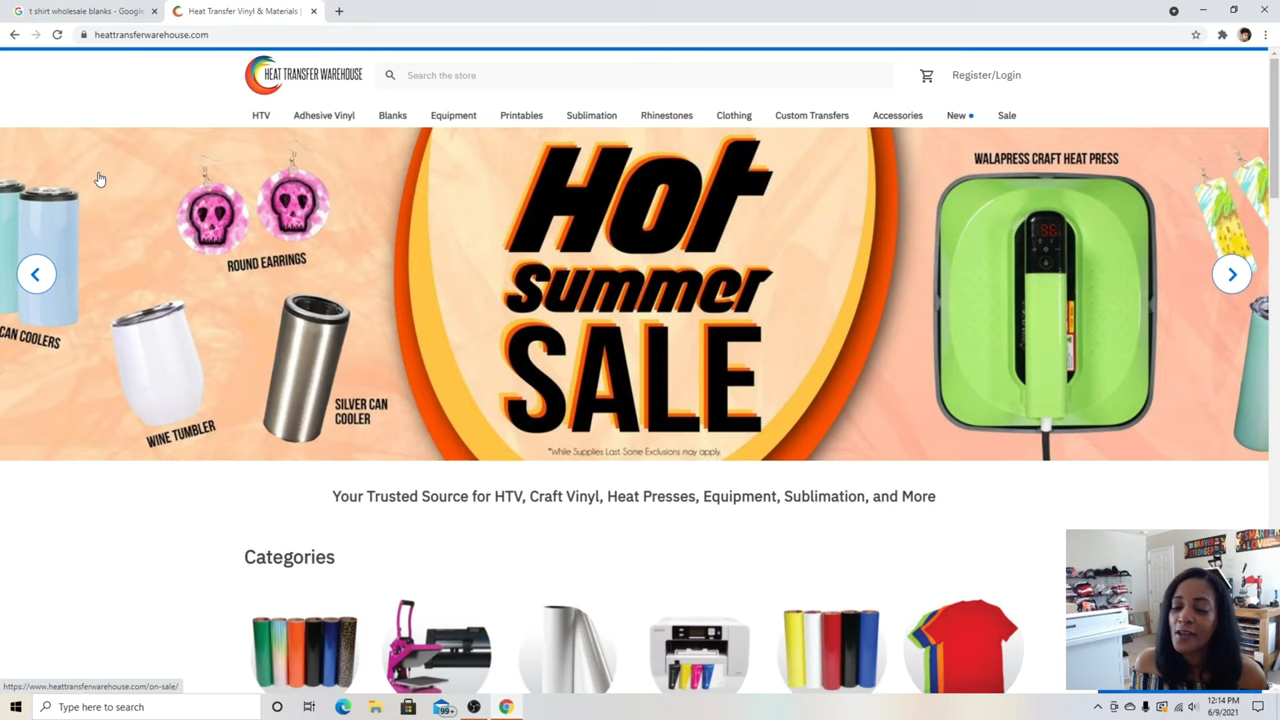 t shirt wholesale blanks - Google
Heat Transfer Vinyl & Materials |
heattransferwarehouse.com
HEAT TRANSFER WAREHOUSE
Search the store
Register/Login
HTV
Adhesive Vinyl
Blanks
Equipment
Printables
Sublimation
Rhinestones
Clothing
Custom Transfers
Accessories
New
Sale
CAN COOLERS
ROUND EARRINGS
WINE TUMBLER
SILVER CAN
COOLER
Hot
summer
SALE
*While Supplies Last. Some Exclusions may apply.
WALAPRESS CRAFT HEAT PRESS
Your Trusted Source for HTV, Craft Vinyl, Heat Presses, Equipment, Sublimation, and More
Categories
https://www.heattransferwarehouse.com/on-sale/
Type here to search
99+
12:14 PM
6/9/2021